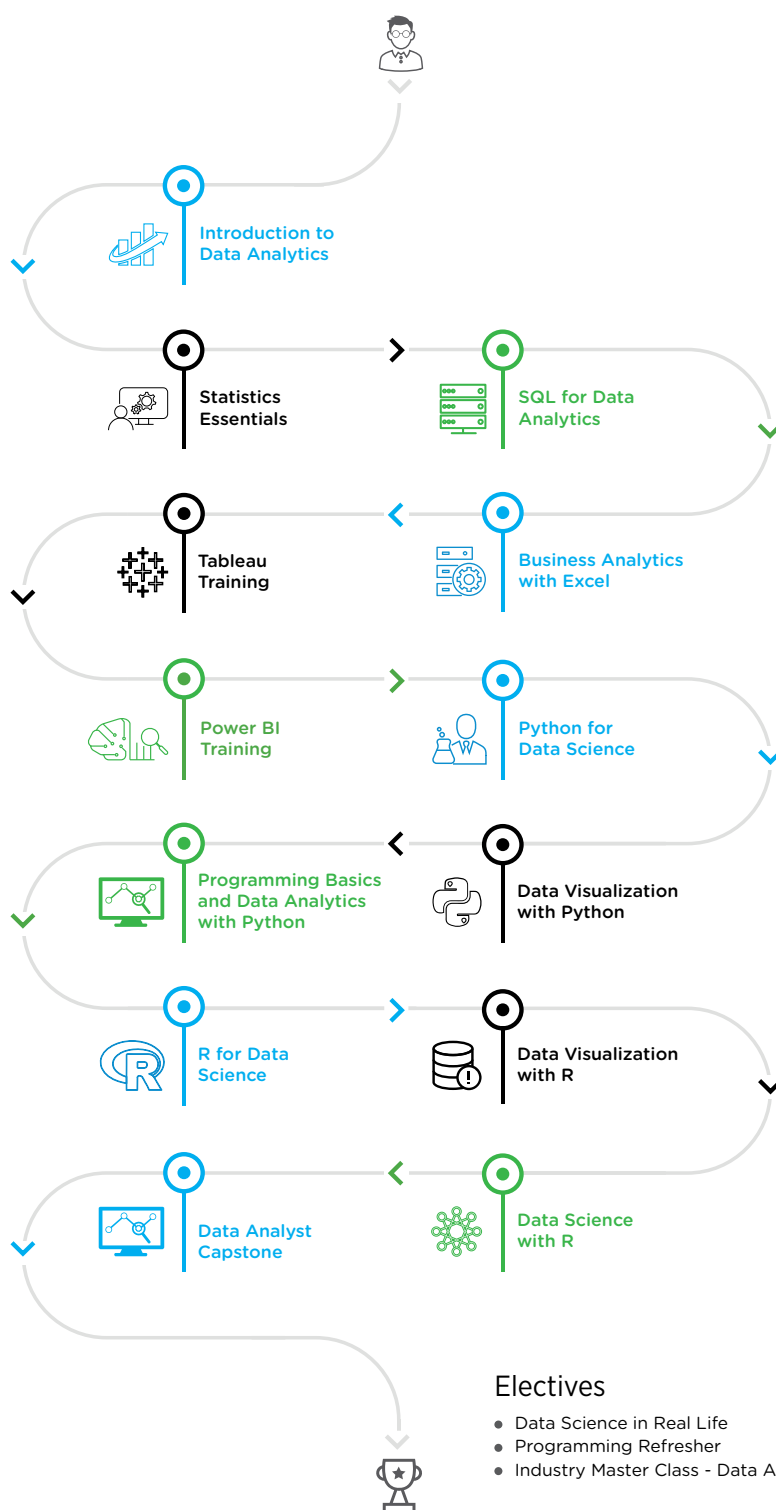 Introduction to
Data Analytics
Statistics
Essentials
SQL for Data
Analytics
Business Analytics
with Excel
Tableau
Training
Power BI
Training
Python for
Data Science
Data Visualization
with Python
Programming Basics
and Data Analytics
with Python
R for Data
Science
Data Visualization
with R
Data Science
with R
Data Analyst
Capstone
Electives
Data Science in Real Life
Programming Refresher
Industry Master Class - Data